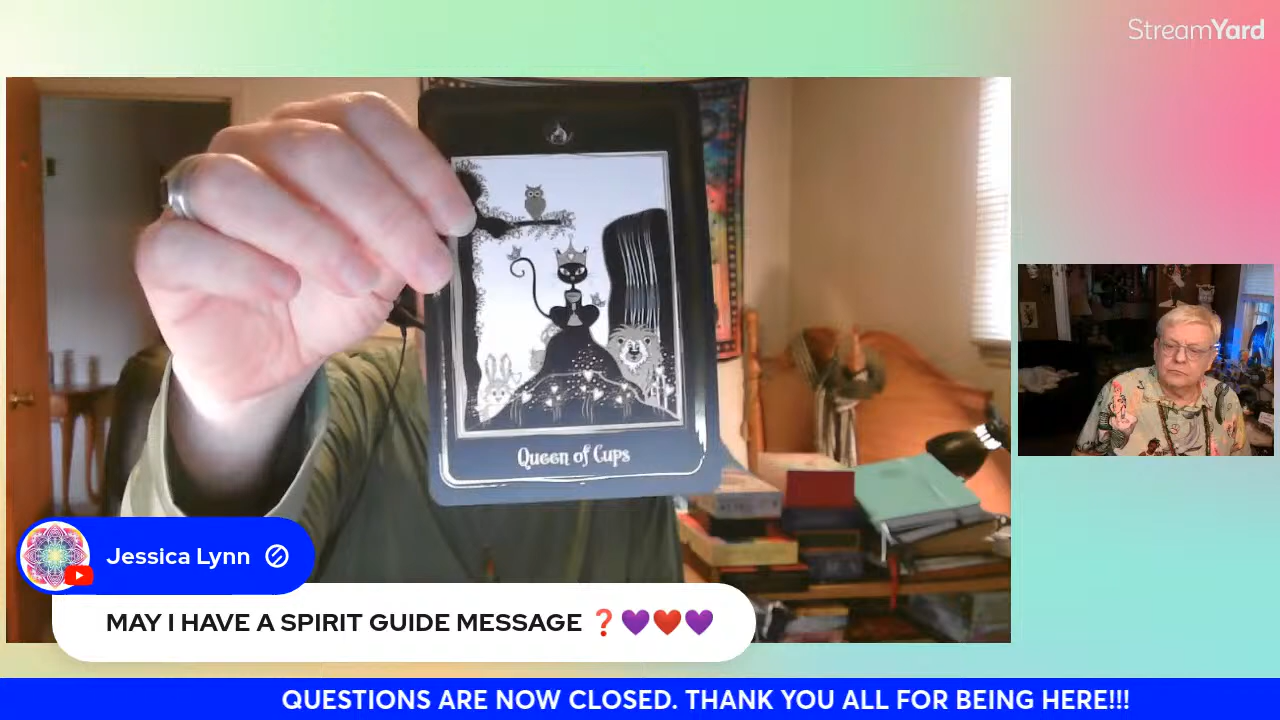 StreamYard
Queen of Cups
Jessica Lynn
MAY I HAVE A SPIRIT GUIDE MESSAGE ❓💜❤️💜
QUESTIONS ARE NOW CLOSED. THANK YOU ALL FOR BEING HERE!!!